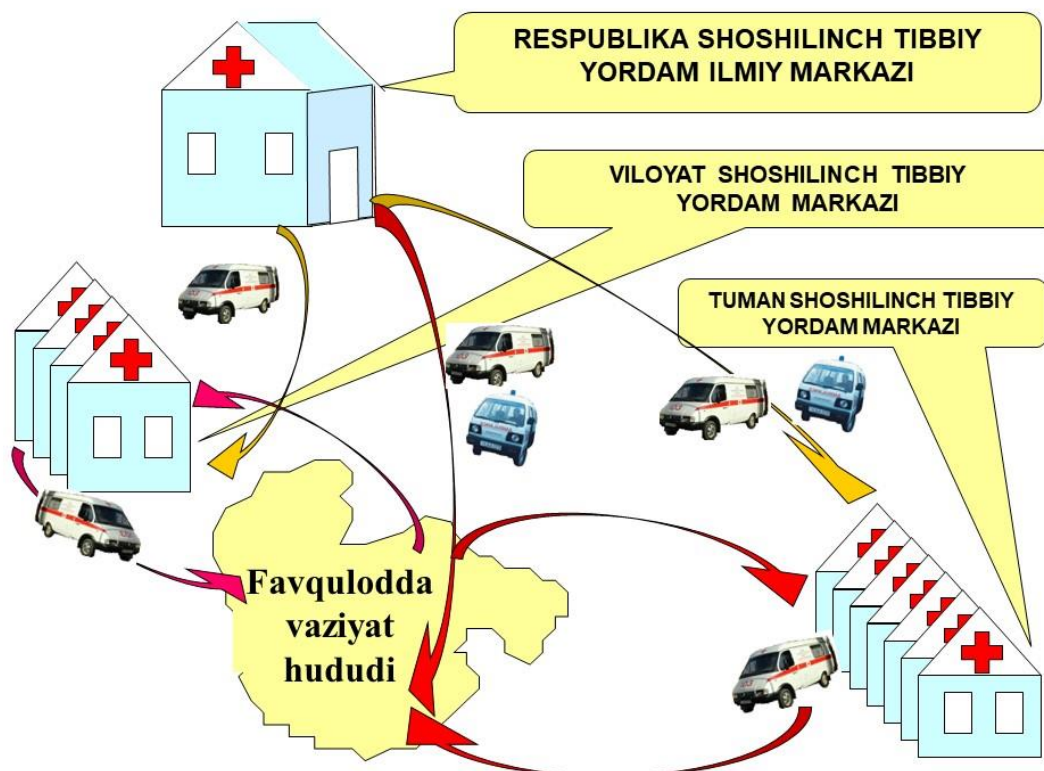 RESPUBLIKA SHOSHILINCH TIBBIY
YORDAM ILMIY MARKAZI
VILOYAT SHOSHILINCH TIBBIY
YORDAM MARKAZI
TUMAN SHOSHILINCH TIBBIY
YORDAM MARKAZI
Favqulodda
vaziyat
hududi